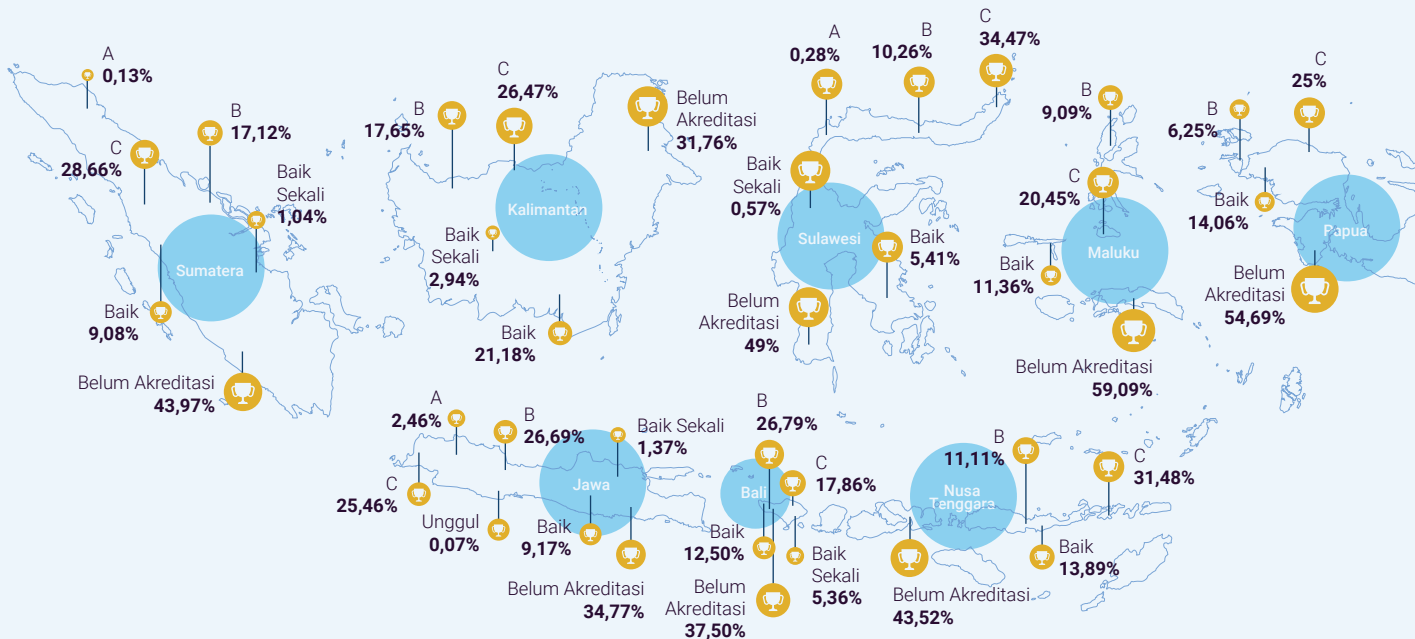 A
0,13%
B
17,12%
C
28,66%
Baik
Sekali
1,04%
Sumatera
Baik
9,08%
Belum Akreditasi
43,97%
B
17,65%
C
26,47%
Belum
Akreditasi
31,76%
Kalimantan
Baik
Sekali
2,94%
Baik
21,18%
A
0,28%
B
10,26%
C
34,47%
Baik
Sekali
0,57%
Sulawesi
Baik
5,41%
Belum
Akreditasi
49%
B
9,09%
C
20,45%
Maluku
Baik
11,36%
Belum Akreditasi
59,09%
B
6,25%
C
25%
Baik
14,06%
Papua
Belum
Akreditasi
54,69%
A
2,46%
B
26,69%
Baik Sekali
1,37%
C
25,46%
Jawa
Unggul
0,07%
Baik
9,17%
Belum Akreditasi
34,77%
B
26,79%
C
17,86%
Bali
Baik
12,50%
Baik
Sekali
5,36%
Belum
Akreditasi
37,50%
B
11,11%
C
31,48%
Nusa
Tenggara
Baik
13,89%
Belum Akreditasi
43,52%